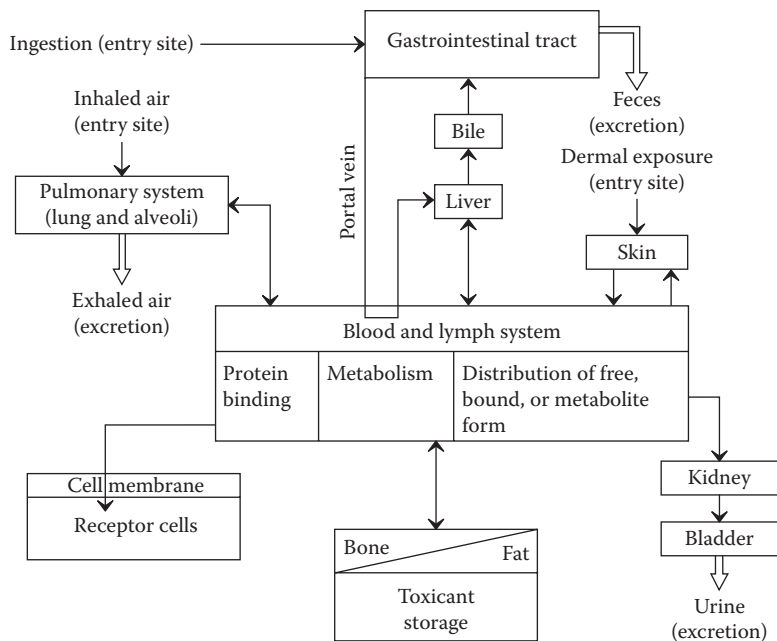 Ingestion (entry site)
Gastrointestinal tract
Inhaled air
(entry site)
Feces
(excretion)
Bile
Dermal exposure
(entry site)
Pulmonary system
(lung and alveoli)
Portal vein
Liver
Skin
Exhaled air
(excretion)
Blood and lymph system
Protein
binding
Metabolism
Distribution of free,
bound, or metabolite
form
Cell membrane
Receptor cells
Kidney
Bladder
Bone
Fat
Toxicant
storage
Urine
(excretion)